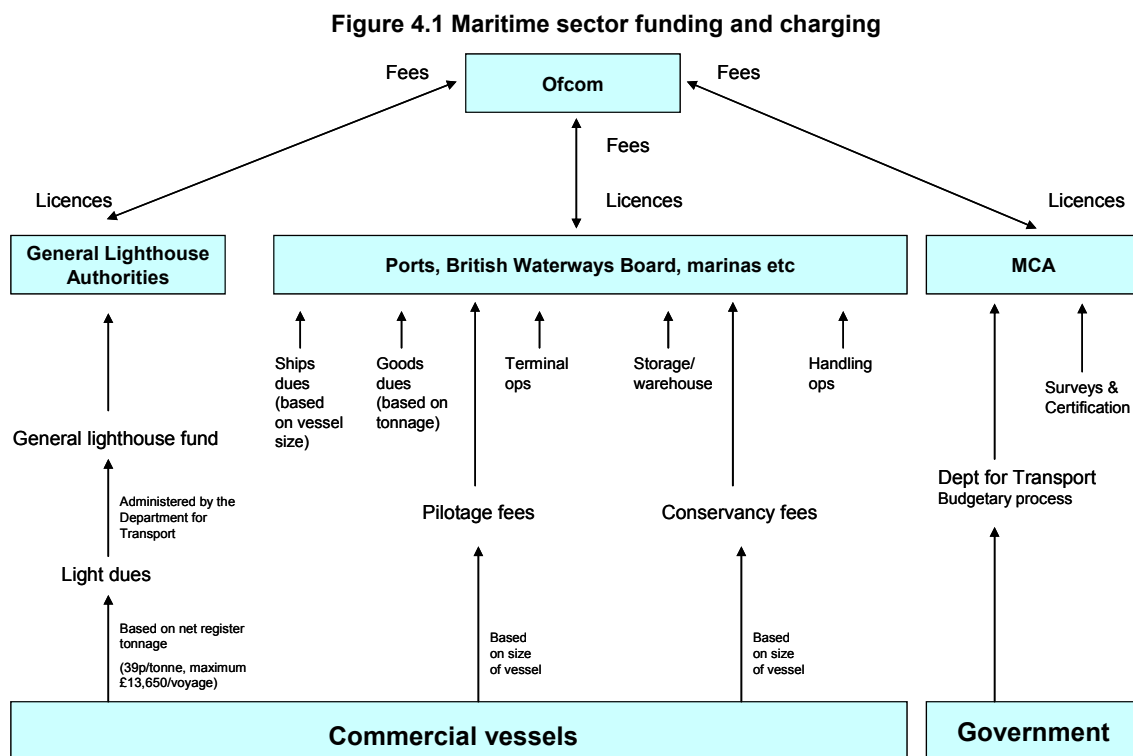 Figure 4.1 Maritime sector funding and charging
Fees
Ofcom
Fees
Fees
Licences
Licences
Licences
General Lighthouse
Authorities
Ports, British Waterways Board, marinas etc
MCA
Ships
dues
(based
on vessel
size)
Goods
dues
(based on
tonnage)
Terminal
ops
Storage/
warehouse
Handling
ops
Surveys &
Certification
General lighthouse fund
Dept for Transport
Budgetary process
Administered by the
Department for
Transport
Pilotage fees
Conservancy fees
Light dues
Based on net register
tonnage
(39p/tonne, maximum
£13,650/voyage)
Based
on size
of vessel
Based
on size
of vessel
Commercial vessels
Government